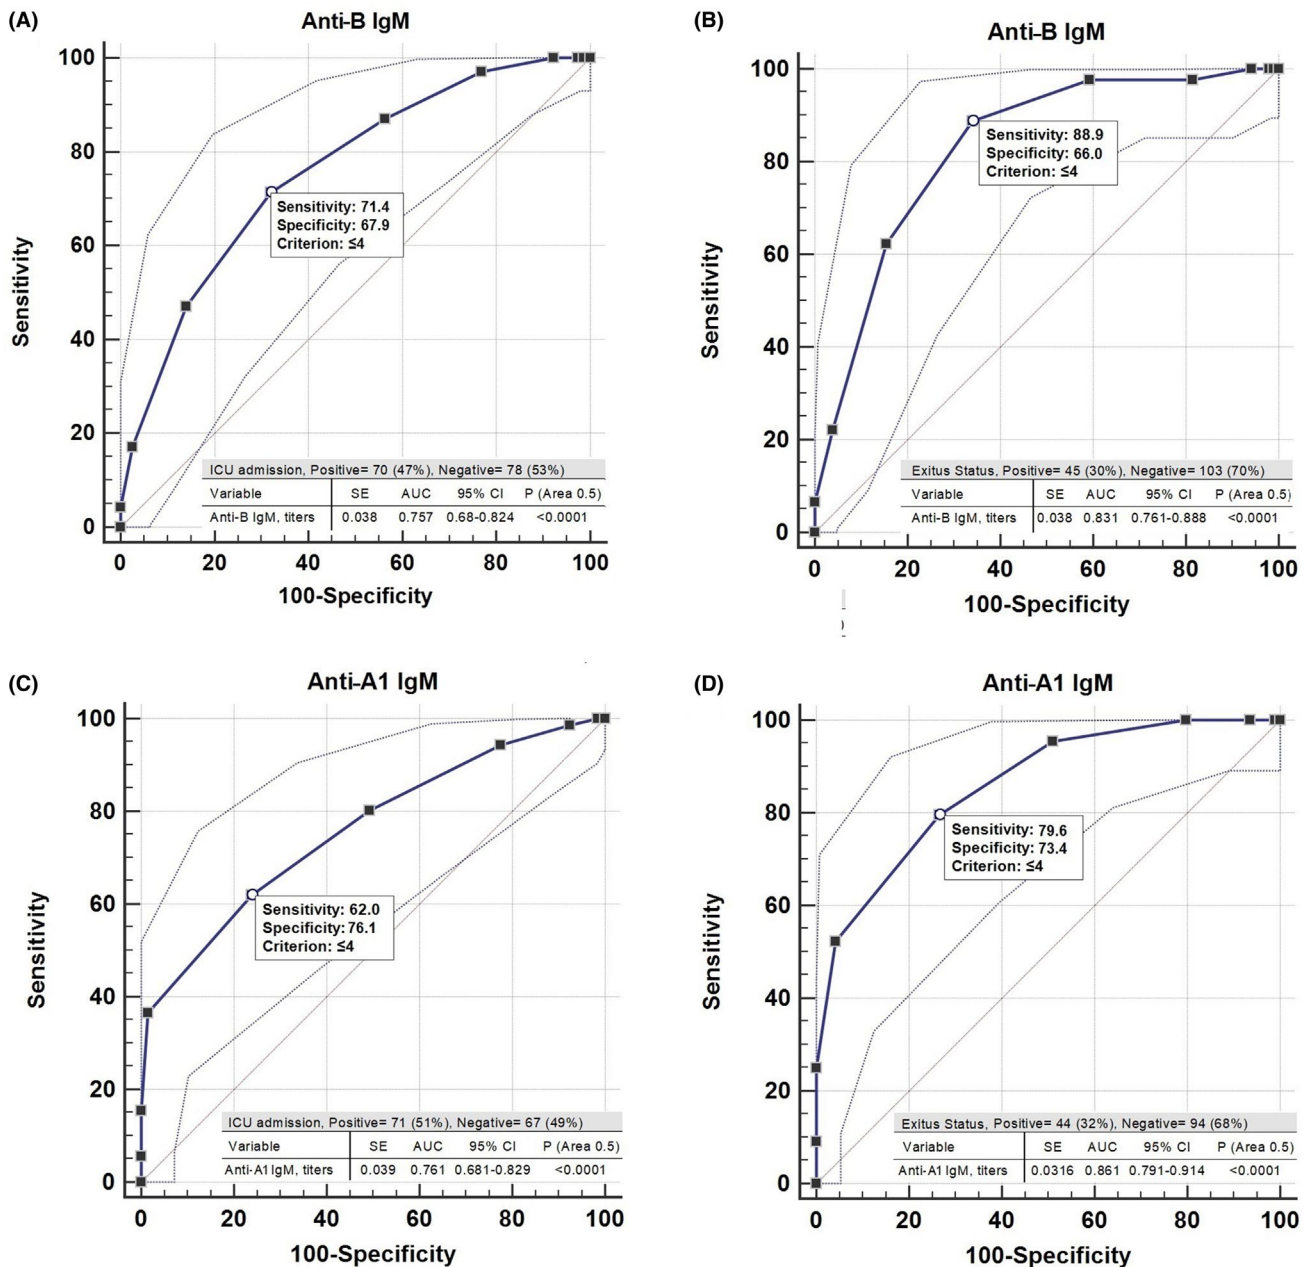 (A)
Anti-B IgM
100
80
60
40
20
0
Sensitivity
Sensitivity: 71.4
Specificity: 67.9
Criterion: ≤4
ICU admission, Positive= 70 (47%), Negative= 78 (53%)
Variable SE AUC 95% CI P (Area 0.5)
Anti-B IgM, titers 0.038 0.757 0.68-0.824 <0.0001
0 20 40 60 80 100
100-Specificity
(B)
Anti-B IgM
100
80
60
40
20
0
Sensitivity
Sensitivity: 88.9
Specificity: 66.0
Criterion: ≤4
Exitus Status, Positive= 45 (30%), Negative= 103 (70%)
Variable SE AUC 95% CI P (Area 0.5)
Anti-B IgM, titers 0.038 0.831 0.761-0.888 <0.0001
0 20 40 60 80 100
100-Specificity
(C)
Anti-A1 IgM
100
80
60
40
20
0
Sensitivity
Sensitivity: 62.0
Specificity: 76.1
Criterion: ≤4
ICU admission, Positive= 71 (51%), Negative= 67 (49%)
Variable SE AUC 95% CI P (Area 0.5)
Anti-A1 IgM, titers 0.039 0.761 0.681-0.829 <0.0001
0 20 40 60 80 100
100-Specificity
(D)
Anti-A1 IgM
100
80
60
40
20
0
Sensitivity
Sensitivity: 79.6
Specificity: 73.4
Criterion: ≤4
Exitus Status, Positive= 44 (32%), Negative= 94 (68%)
Variable SE AUC 95% CI P (Area 0.5)
Anti-A1 IgM, titers 0.0316 0.861 0.791-0.914 <0.0001
0 20 40 60 80 100
100-Specificity